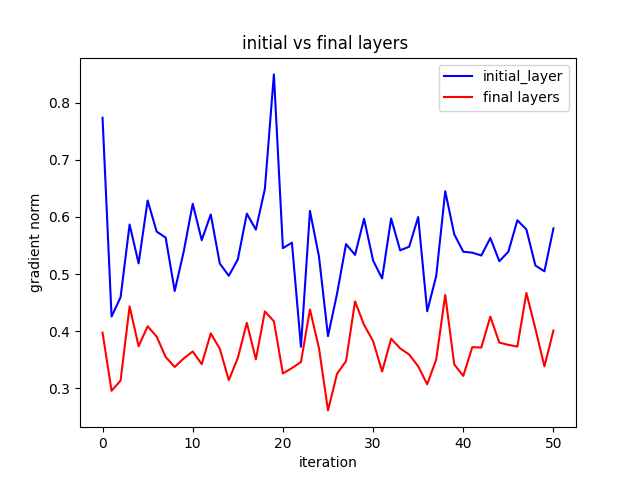 initial vs final layers
initial_layer
final layers
gradient norm
0.8
0.7
0.6
0.5
0.4
0.3
0
10
20
30
40
50
iteration